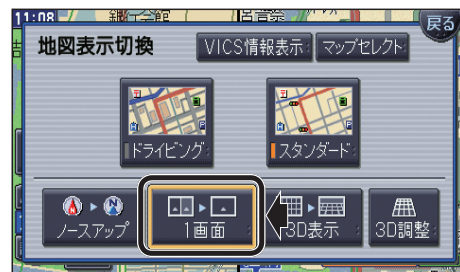 11:08
戻る
地図表示切換
VICS情報表示
マップセレクト
ドライビング
スタンダード
ノースアップ
1画面
3D表示
3D調整